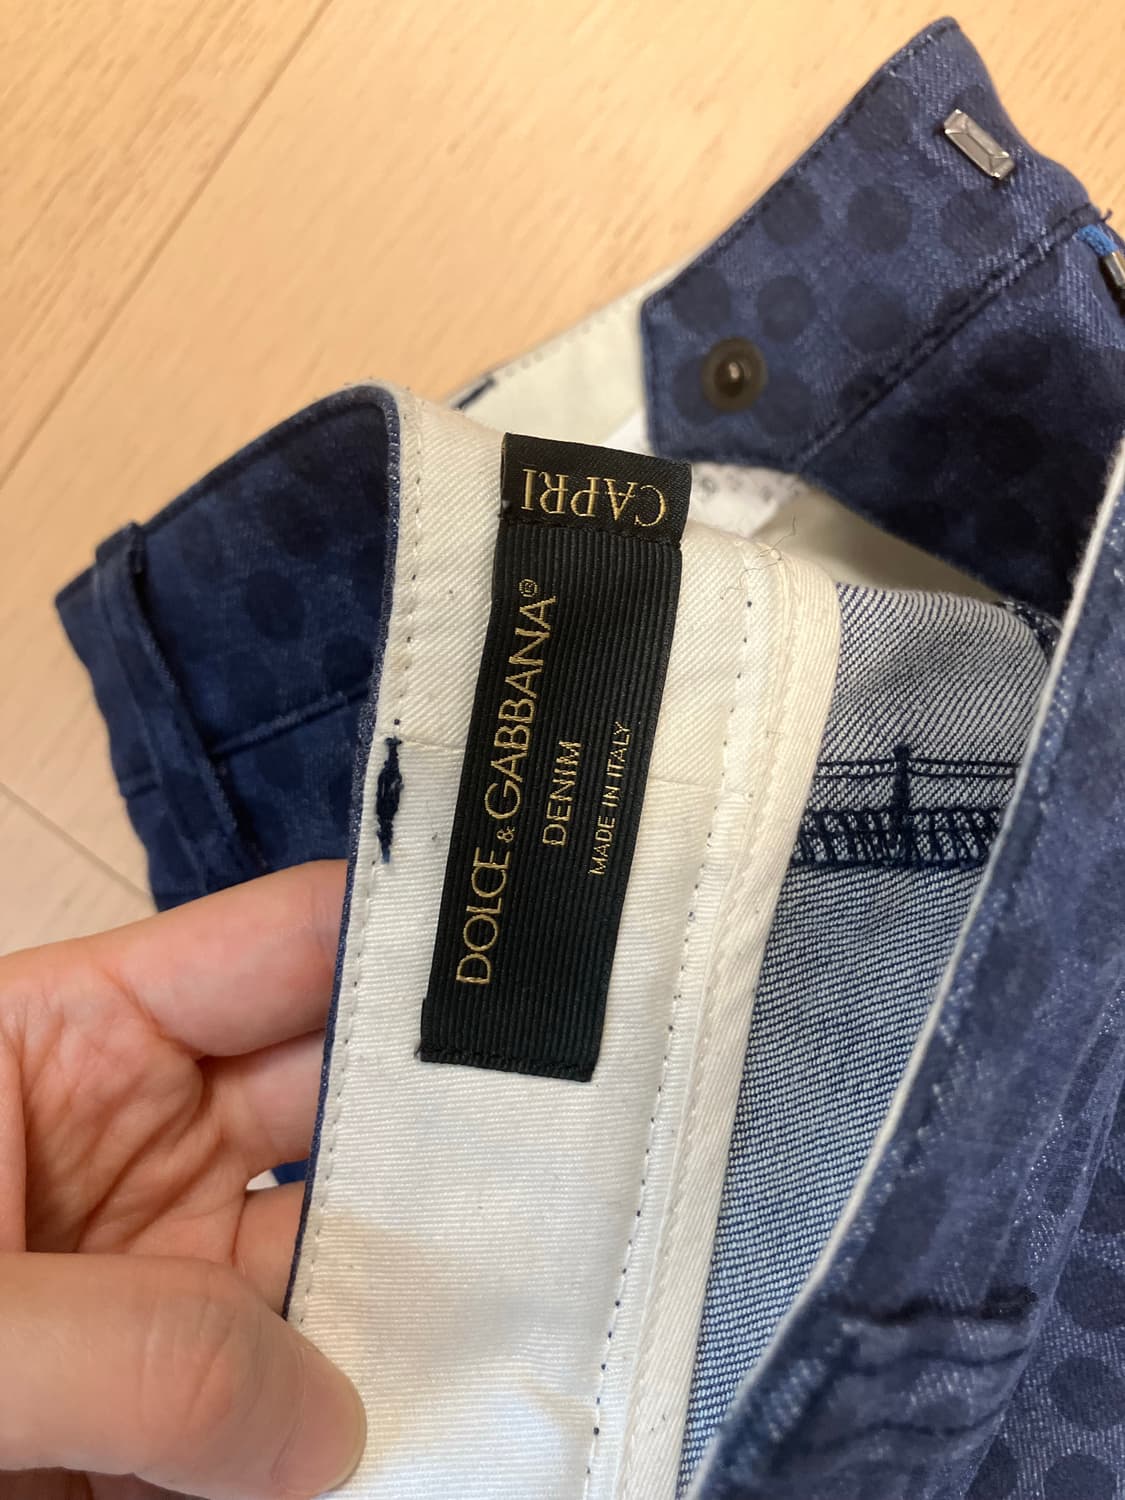 CAPRI
DOLCE & GABBANA®
DENIM
MADE IN ITALY